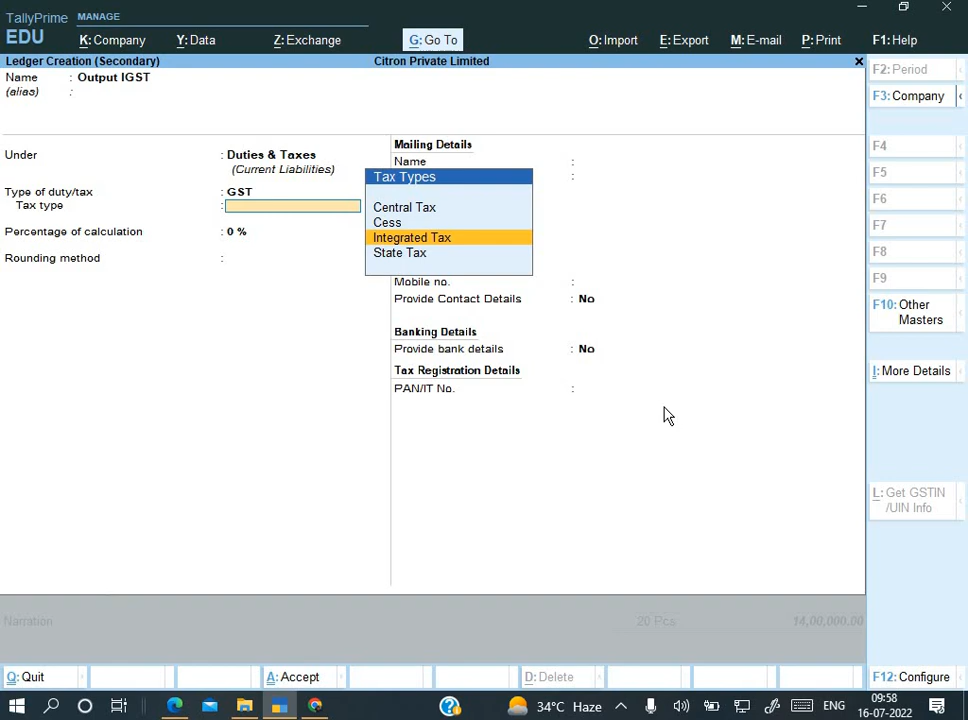 TallyPrime MANAGE
EDU
K: Company Y: Data Z: Exchange G: Go To O: Import E: Export M: E-mail P: Print F1: Help
Ledger Creation (Secondary) Citron Private Limited ×
Name : Output IGST
(alias) :
Under : Duties & Taxes
(Current Liabilities)
Type of duty/tax : GST
Tax type :
Percentage of calculation : 0 %
Rounding method :
Mailing Details
Name :
:
Tax Types
Central Tax
Cess
Integrated Tax
State Tax
Mobile no. :
Provide Contact Details : No
Banking Details
Provide bank details : No
Tax Registration Details
PAN/IT No. :
F2: Period
F3: Company
F4
F5
F6
F7
F8
F9
F10: Other
Masters
I: More Details
L: Get GSTIN
/UIN Info
Narration 20 Pcs 14,00,000.00
Q: Quit A: Accept D: Delete F12: Configure
34°C Haze ENG 09:58
16-07-2022